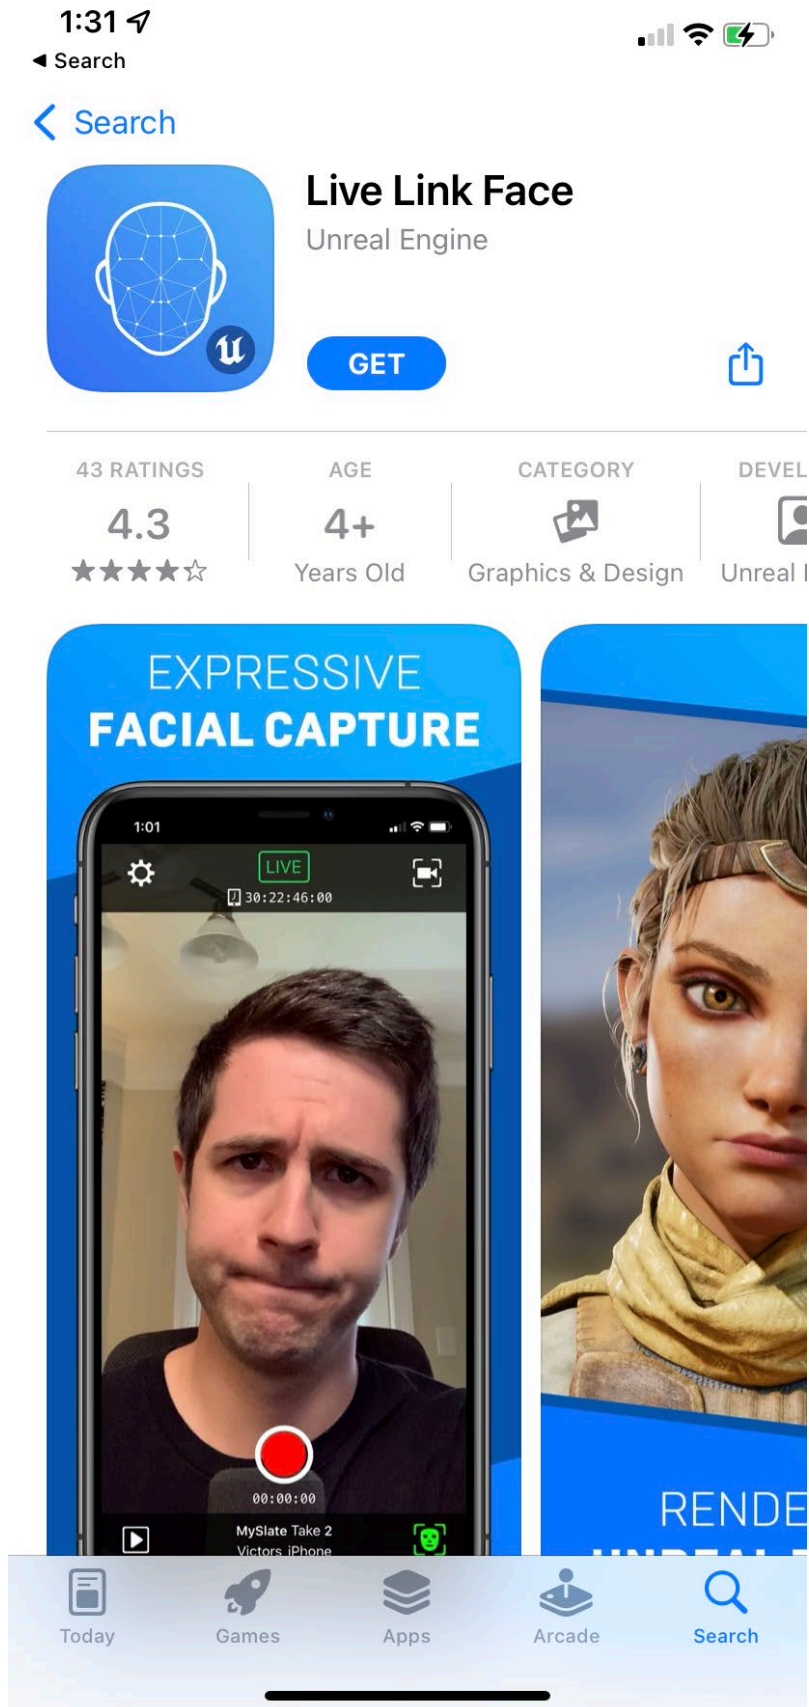 1:31
Search
Search
Live Link Face
Unreal Engine
GET
43 RATINGS
4.3
AGE
4+
Years Old
CATEGORY
Graphics & Design
DEVEL
Unreal
EXPRESSIVE
FACIAL CAPTURE
1:01
LIVE
30:22:46:00
00:00:00
MySlate Take 2
Victors iPhone
RENDE
Today
Games
Apps
Arcade
Search